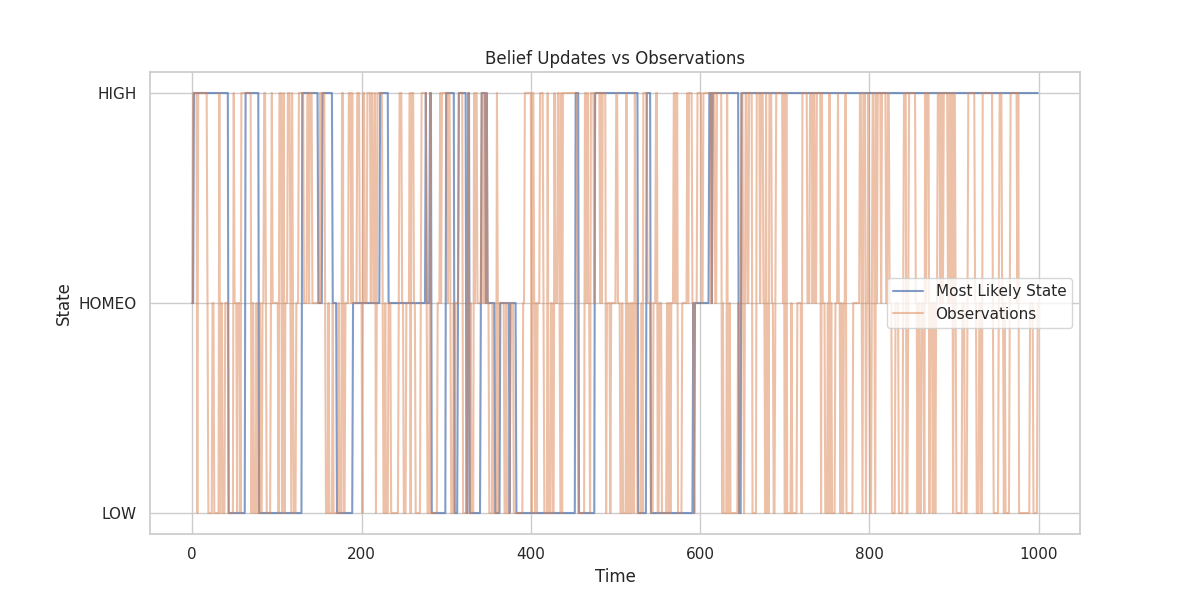 Belief Updates vs Observations
HIGH
HOMEO
LOW
State
Most Likely State
Observations
0
200
400
600
800
1000
Time